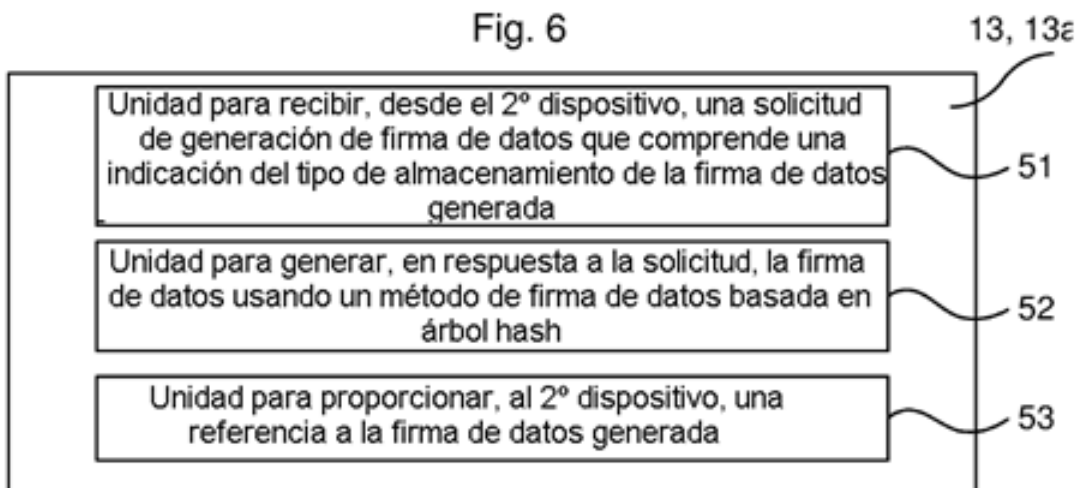 Fig. 6
13, 13a
Unidad para recibir, desde el 2º dispositivo, una solicitud
de generación de firma de datos que comprende una
indicación del tipo de almacenamiento de la firma de datos
generada
51
Unidad para generar, en respuesta a la solicitud, la firma
de datos usando un método de firma de datos basada en
árbol hash
52
Unidad para proporcionar, al 2º dispositivo, una
referencia a la firma de datos generada
53